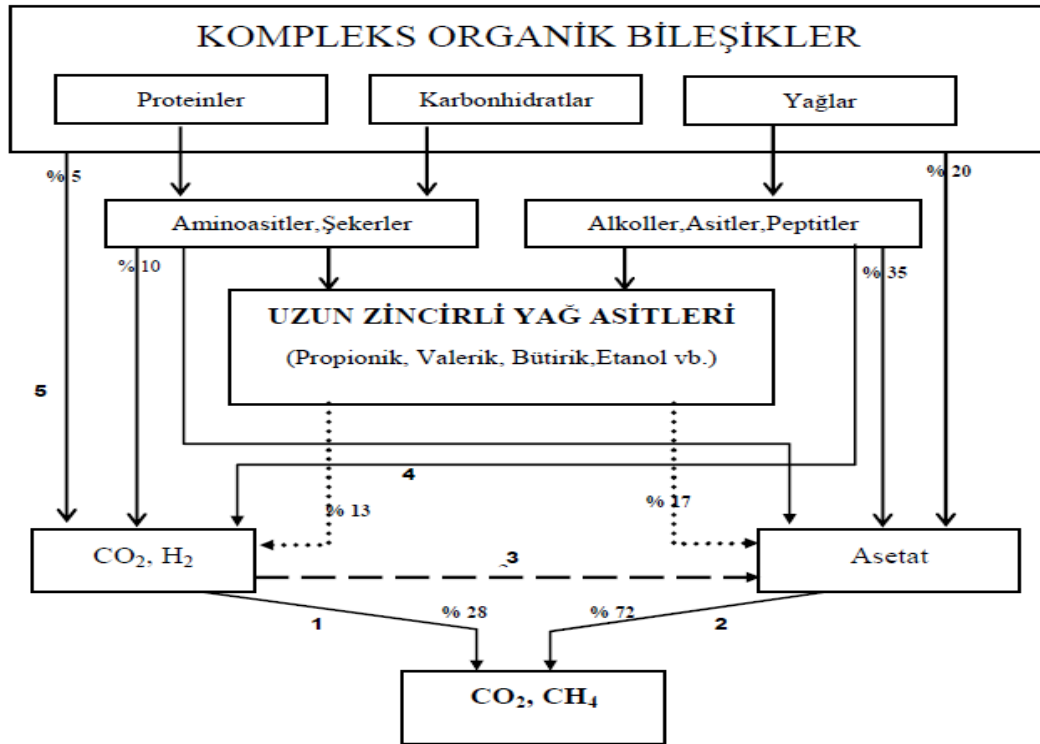 KOMPLEKS ORGANİK BİLEŞİKLER
Proteinler
Karbonhidratlar
Yağlar
% 5
% 20
Aminoasitler,Şekerler
Alkoller,Asitler,Peptitler
% 10
% 35
UZUN ZİNCİRLİ YAĞ ASİTLERİ
(Propionik, Valerik, Bütirik,Etanol vb.)
5
4
% 13
% 17
CO₂, H₂
3
Asetat
1
% 28
% 72
2
CO₂, CH₄